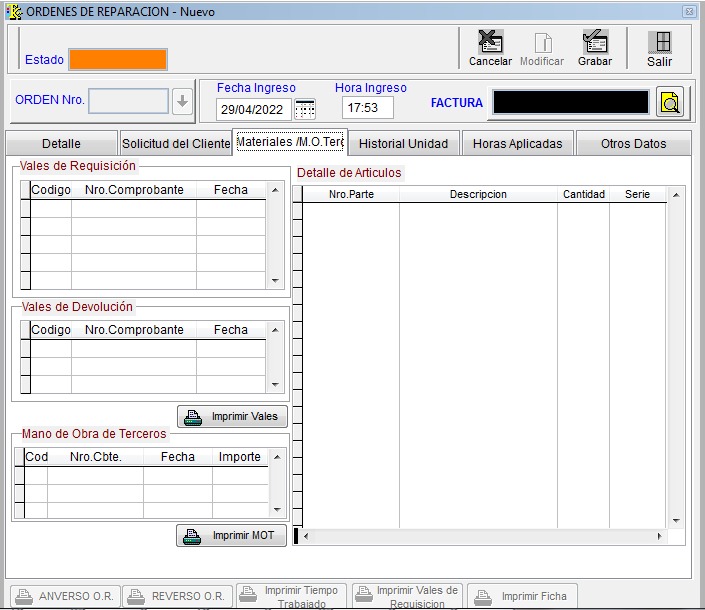 ORDENES DE REPARACION - Nuevo
Estado
Cancelar Modificar Grabar Salir
Fecha Ingreso Hora Ingreso
ORDEN Nro. 29/04/2022 17:53 FACTURA
Detalle Solicitud del Cliente Materiales /M.O.Terc Historial Unidad Horas Aplicadas Otros Datos
Vales de Requisición
Codigo Nro.Comprobante Fecha
Vales de Devolución
Codigo Nro.Comprobante Fecha
Imprimir Vales
Mano de Obra de Terceros
Cod Nro.Cbte. Fecha Importe
Imprimir MOT
Detalle de Articulos
Nro.Parte Descripcion Cantidad Serie
ANVERSO O.R. REVERSO O.R. Imprimir Tiempo
Trabajado Imprimir Vales de
Requisicion Imprimir Ficha